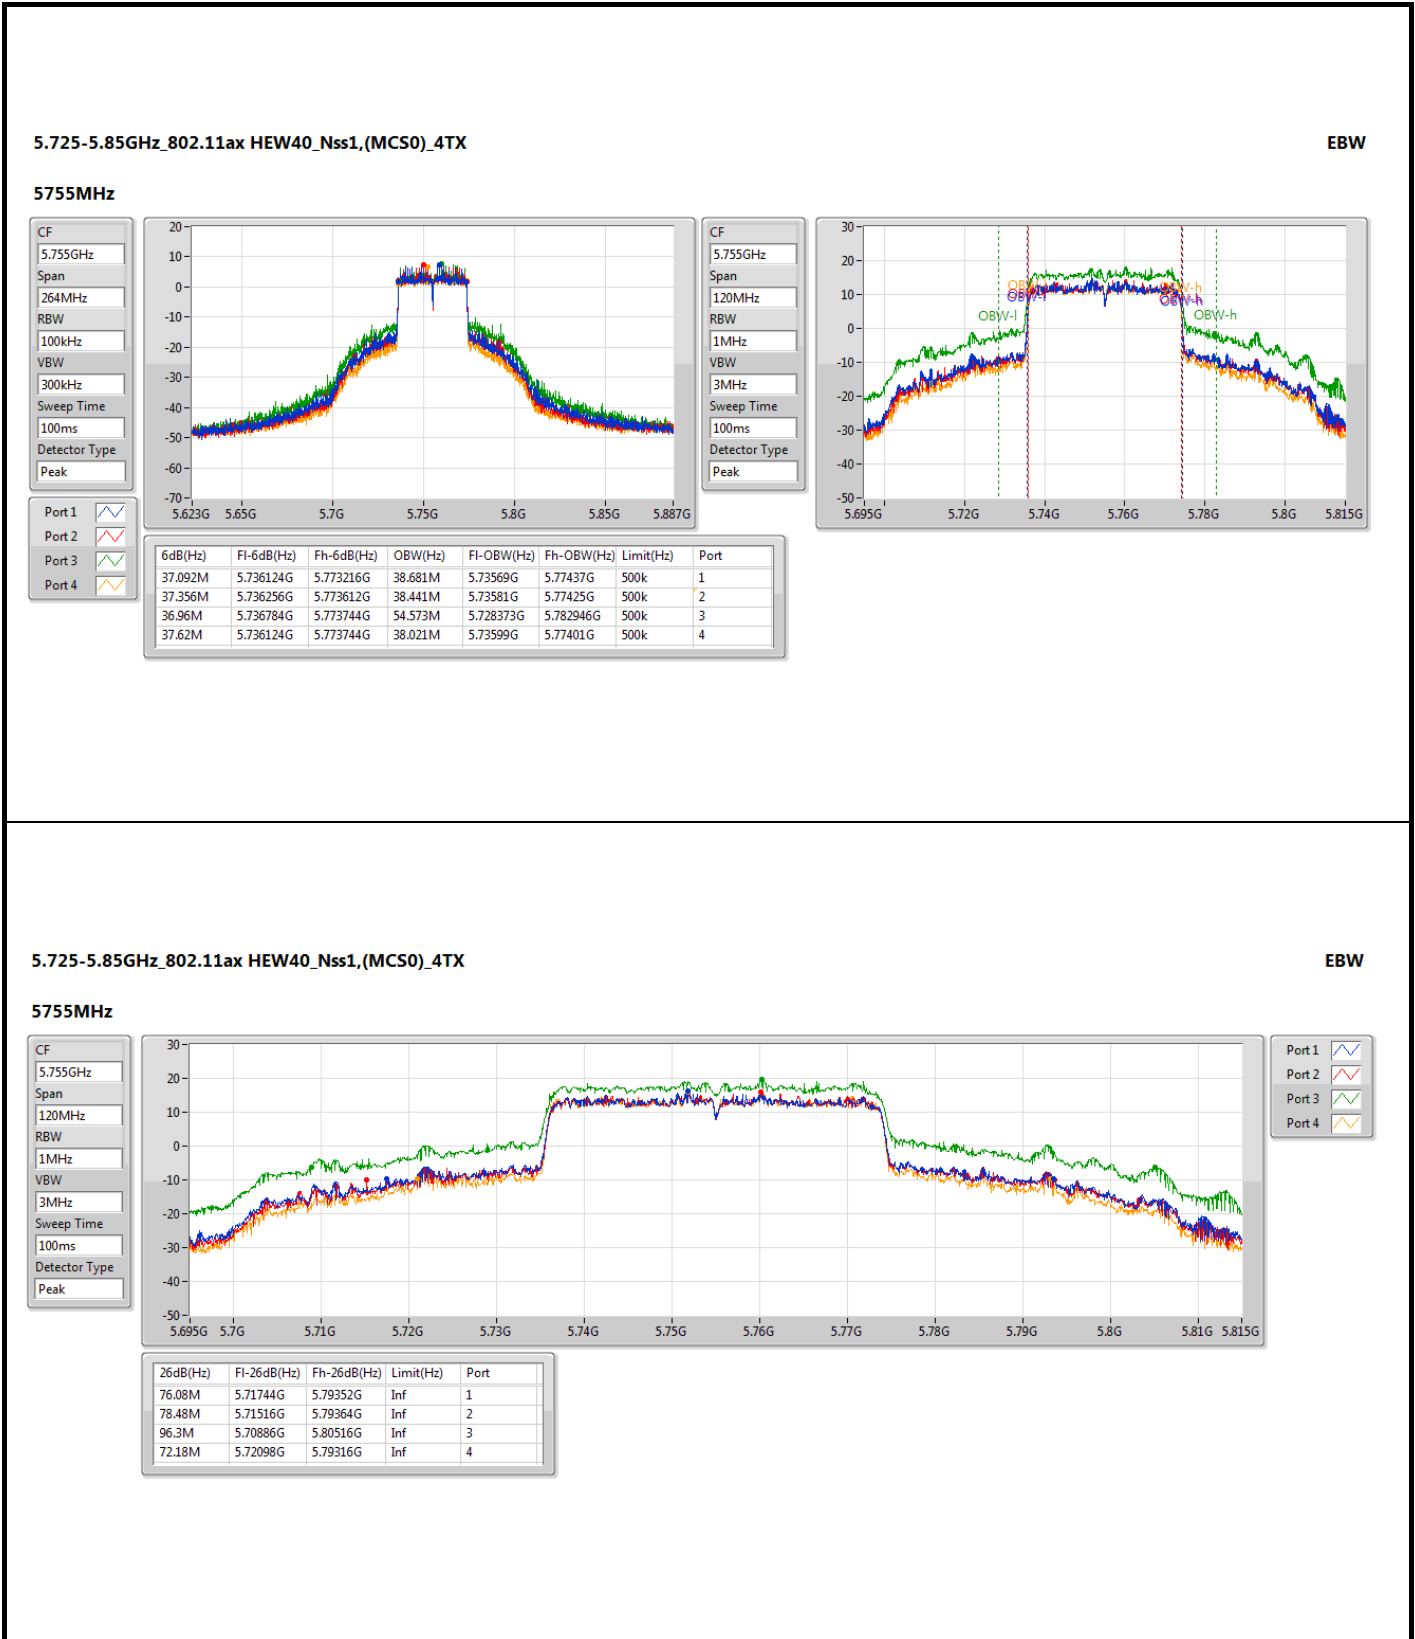 5.725-5.85GHz_802.11ax HEW40_Nss1,(MCS0)_4TX
EBW
5755MHz
CF
5.755GHz
Span
264MHz
RBW
100kHz
VBW
300kHz
Sweep Time
100ms
Detector Type
Peak
Port 1
Port 2
Port 3
Port 4
20
10
0
-10
-20
-30
-40
-50
-60
-70
5.623G 5.65G 5.7G 5.75G 5.8G 5.85G 5.887G
CF
5.755GHz
Span
120MHz
RBW
1MHz
VBW
3MHz
Sweep Time
100ms
Detector Type
Peak
30
20
10
0
-10
-20
-30
-40
-50
OBW-l
OBW-h
OBW-l
OBW-h
5.695G 5.72G 5.74G 5.76G 5.78G 5.8G 5.815G
6dB(Hz) Fl-6dB(Hz) Fh-6dB(Hz) OBW(Hz) Fl-OBW(Hz) Fh-OBW(Hz) Limit(Hz) Port
37.092M 5.736124G 5.773216G 38.681M 5.73569G 5.77437G 500k 1
37.356M 5.736256G 5.773612G 38.441M 5.73581G 5.77425G 500k 2
36.96M 5.736784G 5.773744G 54.573M 5.728373G 5.782946G 500k 3
37.62M 5.736124G 5.773744G 38.021M 5.73599G 5.77401G 500k 4
5.725-5.85GHz_802.11ax HEW40_Nss1,(MCS0)_4TX
EBW
5755MHz
CF
5.755GHz
Span
120MHz
RBW
1MHz
VBW
3MHz
Sweep Time
100ms
Detector Type
Peak
30
20
10
0
-10
-20
-30
-40
-50
5.695G 5.7G 5.71G 5.72G 5.73G 5.74G 5.75G 5.76G 5.77G 5.78G 5.79G 5.8G 5.81G 5.815G
Port 1
Port 2
Port 3
Port 4
26dB(Hz) Fl-26dB(Hz) Fh-26dB(Hz) Limit(Hz) Port
76.08M 5.71744G 5.79352G Inf 1
78.48M 5.71516G 5.79364G Inf 2
96.3M 5.70886G 5.80516G Inf 3
72.18M 5.72098G 5.79316G Inf 4